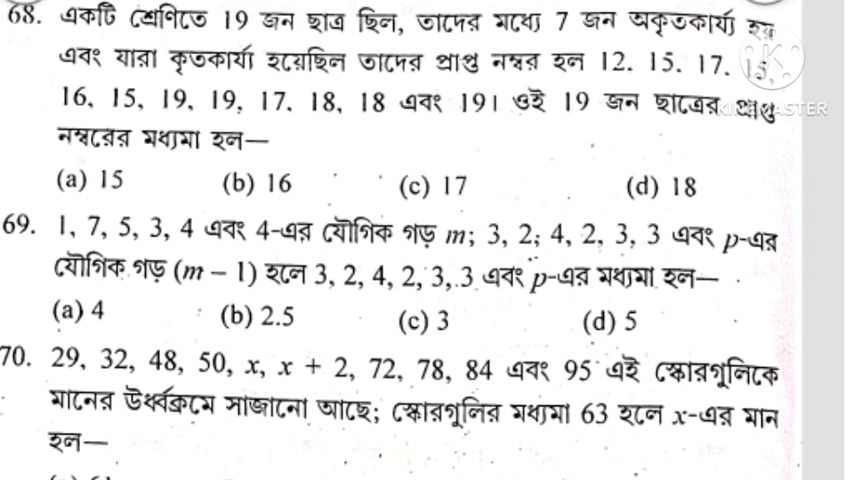 68. একটি শ্রেণিতে 19 জন ছাত্র ছিল, তাদের মধ্যে 7 জন অকৃতকার্য হয়
এবং যারা কৃতকার্য হয়েছিল তাদের প্রাপ্ত নম্বর হল 12. 15. 17. 15,
16, 15, 19, 19, 17. 18, 18 এবং 19। ওই 19 জন ছাত্রের প্রাপ্ত
KINEMASTER
নম্বরের মধ্যমা হল—
(a) 15 (b) 16 (c) 17 (d) 18
69. 1, 7, 5, 3, 4 এবং 4-এর যৌগিক গড় m; 3, 2; 4, 2, 3, 3 এবং p-এর
যৌগিক গড় (m – 1) হলে 3, 2, 4, 2, 3, 3 এবং p-এর মধ্যমা হল—
(a) 4 (b) 2.5 (c) 3 (d) 5
70. 29, 32, 48, 50, x, x + 2, 72, 78, 84 এবং 95 এই স্কোরগুলিকে
মানের উর্ধ্বক্রমে সাজানো আছে; স্কোরগুলির মধ্যমা 63 হলে x-এর মান
হল—